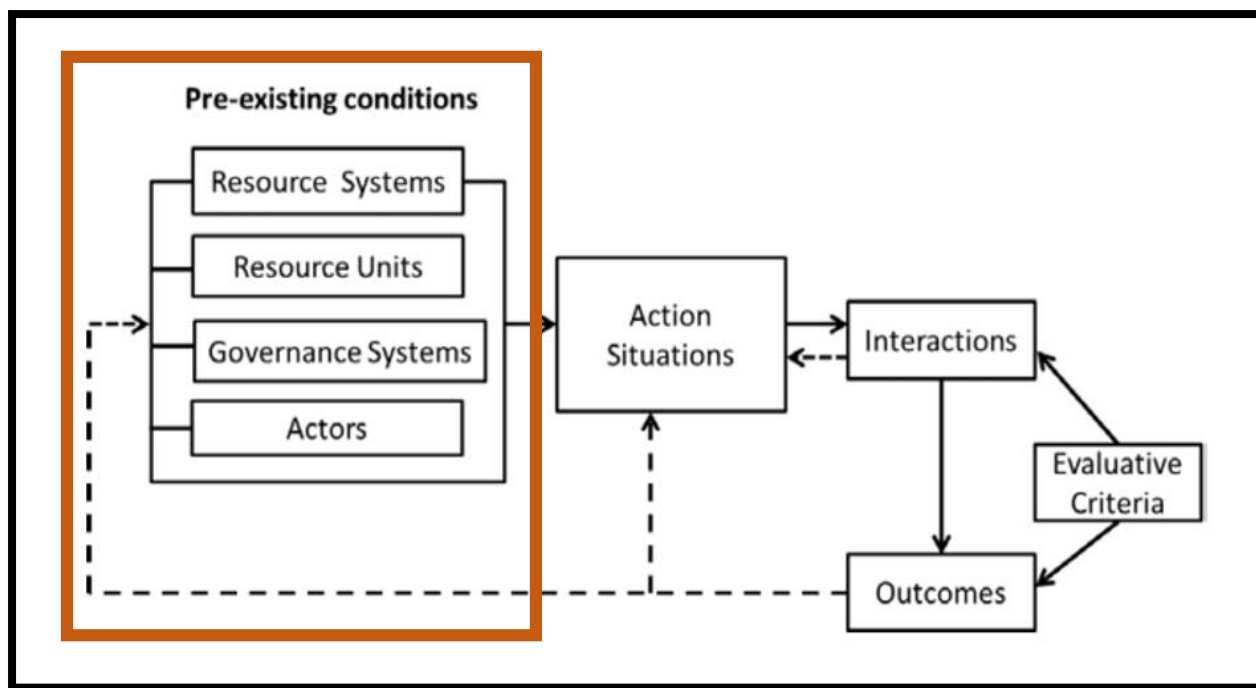 Pre-existing conditions
Resource Systems
Resource Units
Governance Systems
Actors
Action
Situations
Interactions
Evaluative
Criteria
Outcomes